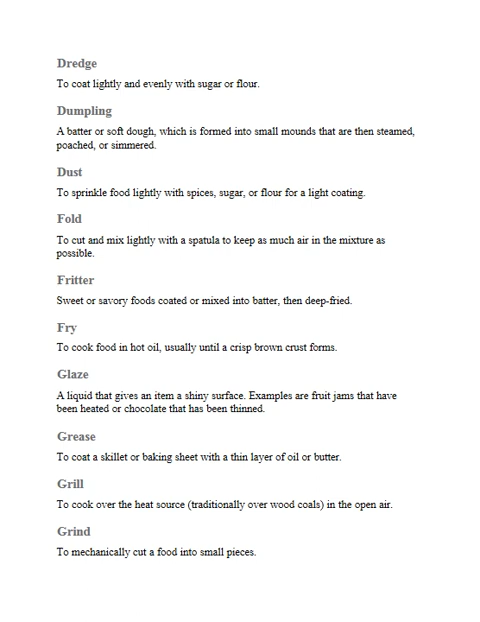 Dredge
To coat lightly and evenly with sugar or flour.
Dumpling
A batter or soft dough, which is formed into small mounds that are then steamed,
poached, or simmered.
Dust
To sprinkle food lightly with spices, sugar, or flour for a light coating.
Fold
To cut and mix lightly with a spatula to keep as much air in the mixture as
possible.
Fritter
Sweet or savory foods coated or mixed into batter, then deep-fried.
Fry
To cook food in hot oil, usually until a crisp brown crust forms.
Glaze
A liquid that gives an item a shiny surface. Examples are fruit jams that have
been heated or chocolate that has been thinned.
Grease
To coat a skillet or baking sheet with a thin layer of oil or butter.
Grill
To cook over the heat source (traditionally over wood coals) in the open air.
Grind
To mechanically cut a food into small pieces.